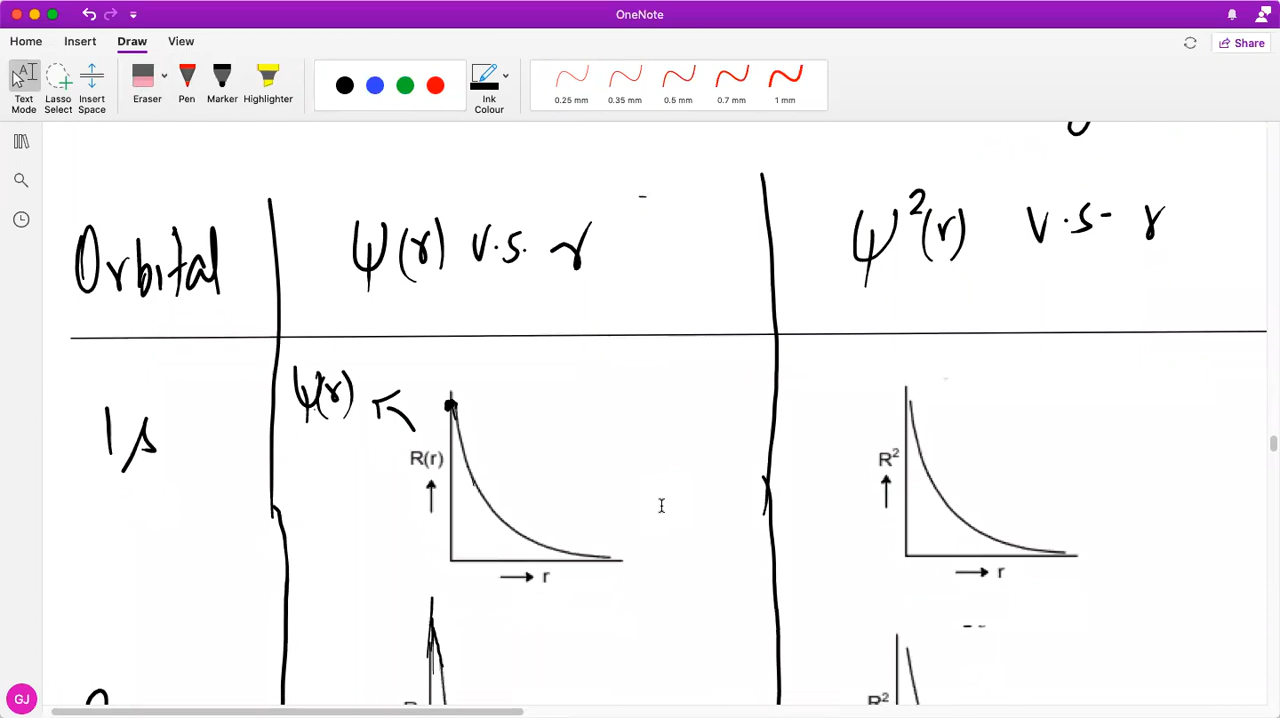 OneNote
Home Insert Draw View
Share
Text Mode
Lasso Select
Insert Space
Eraser
Pen
Marker
Highlighter
Ink Colour
0.25 mm 0.35 mm 0.5 mm 0.7 mm 1 mm
Orbital ψ(r) v.s. r ψ²(r) v.s- r
1s ψ(r)
R(r)
r
R²
r
R
R²
GJ